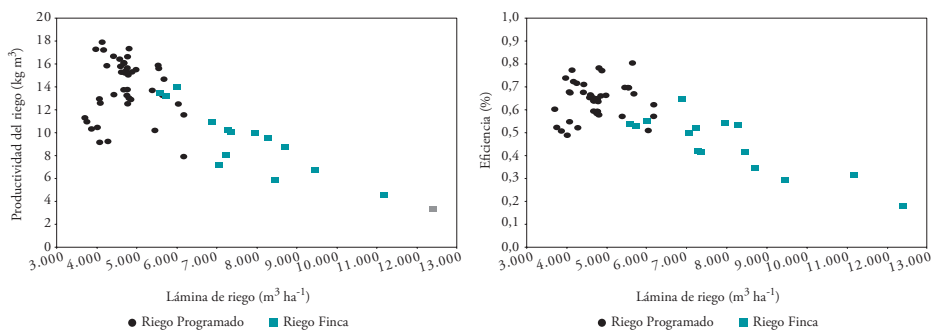 Productividad del riego (kg m³)
20
18
16
14
12
10
8
6
4
2
0
3.000 4.000 5.000 6.000 7.000 8.000 9.000 10.000 11.000 12.000 13.000
Lámina de riego (m³ ha⁻¹)
Riego Programado Riego Finca
Eficiencia (%)
1,0
0,9
0,8
0,7
0,6
0,5
0,4
0,3
0,2
0,1
0,0
3.000 4.000 5.000 6.000 7.000 8.000 9.000 10.000 11.000 12.000 13.000
Lámina de riego (m³ ha⁻¹)
Riego Programado Riego Finca